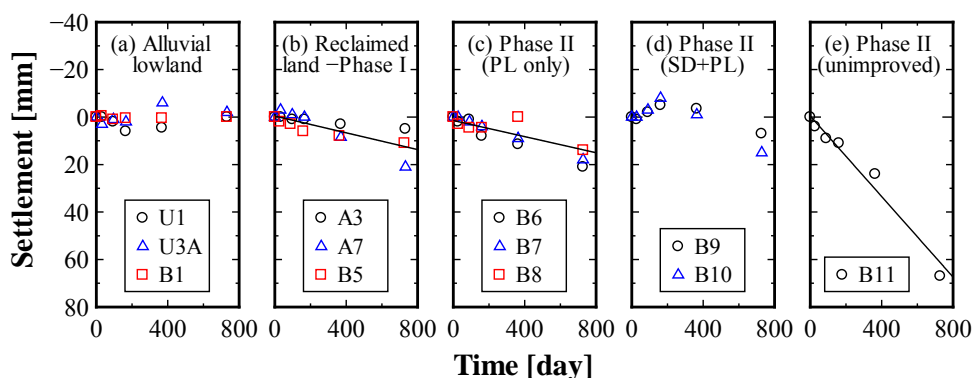 Settlement [mm]
−40
−20
0
20
40
60
80
(a) Alluvial
lowland
U1
U3A
B1
0 400 800
(b) Reclaimed
land −Phase I
A3
A7
B5
0 400 800
(c) Phase II
(PL only)
B6
B7
B8
0 400 800
(d) Phase II
(SD+PL)
B9
B10
0 400 800
(e) Phase II
(unimproved)
B11
0 400 800
Time [day]